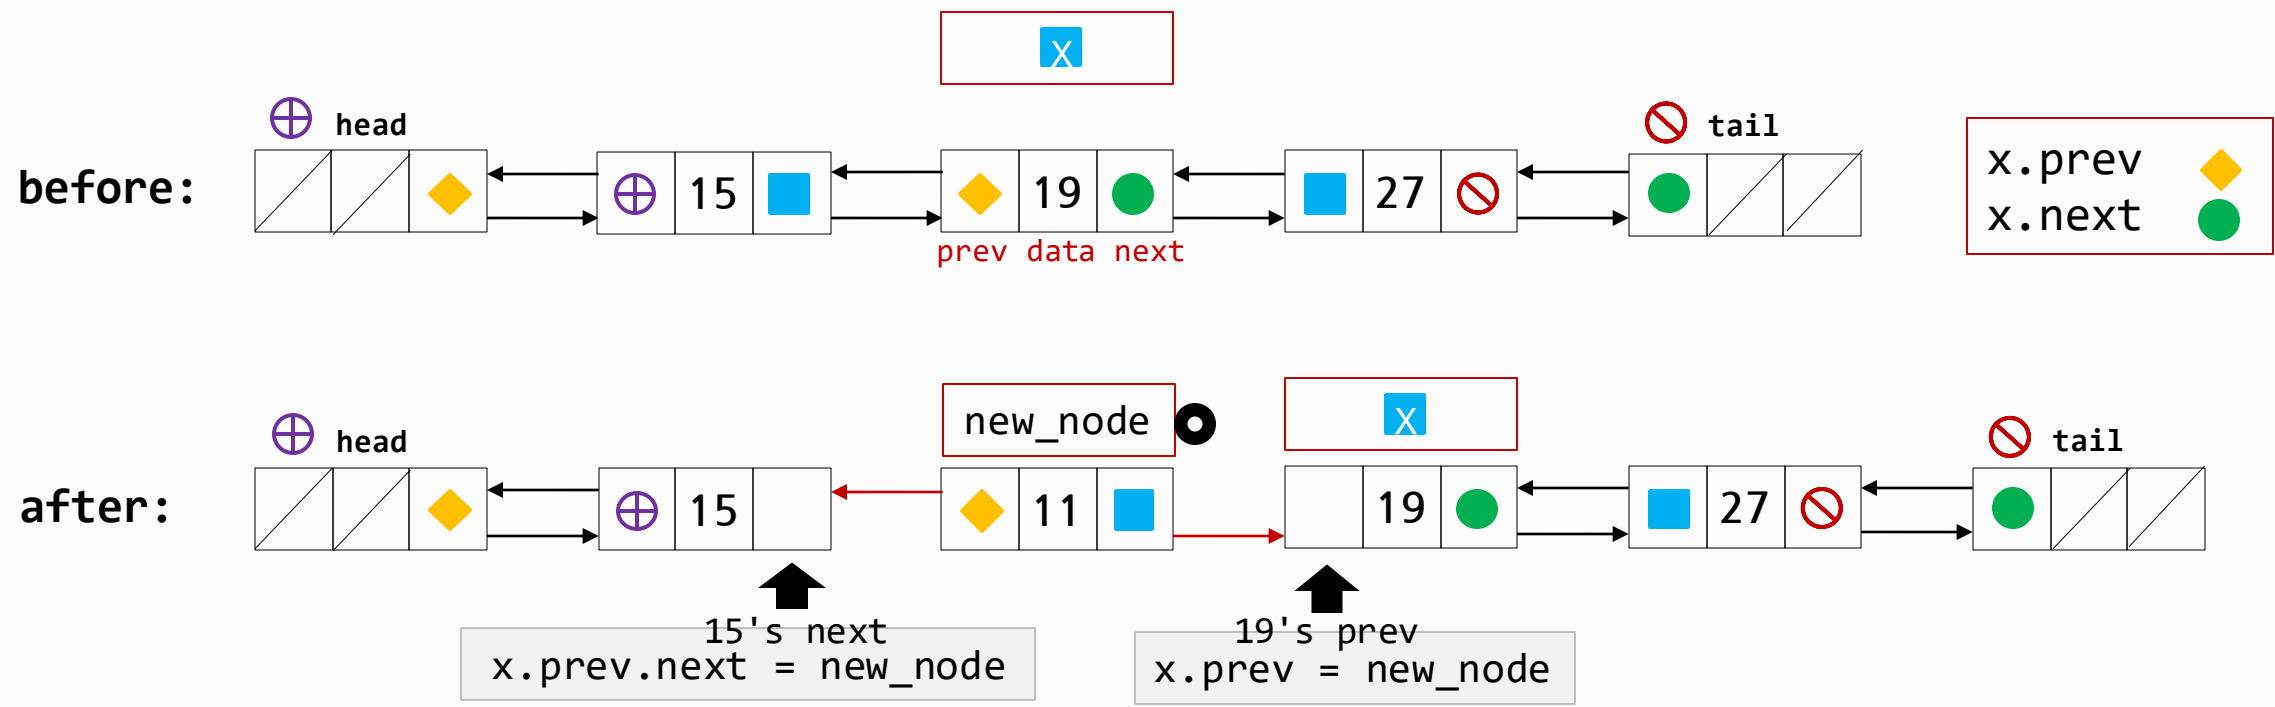 X
head
tail
before:
15
19
27
prev data next
x.prev
x.next
new_node
X
head
tail
after:
15
11
19
27
15's next
x.prev.next = new_node
19's prev
x.prev = new_node